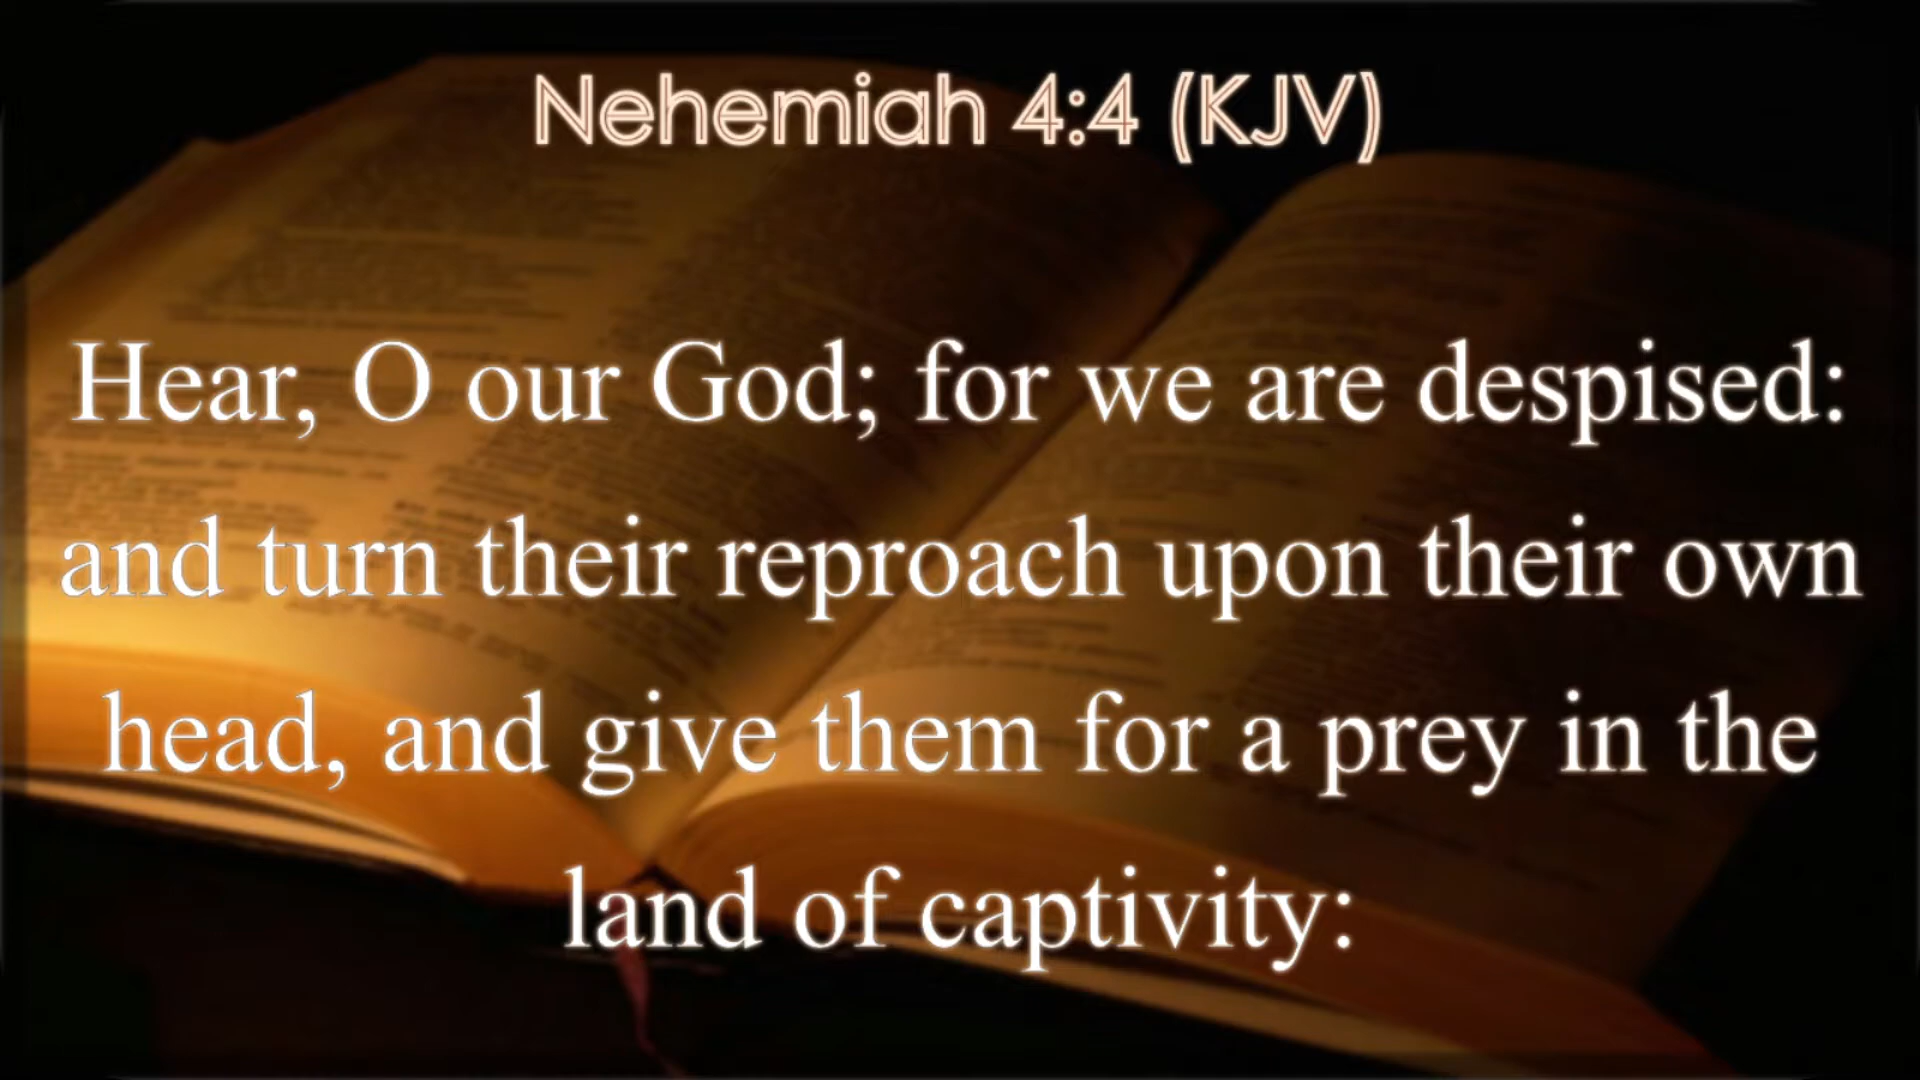 Nehemiah 4:4 (KJV)
Hear, O our God; for we are despised:
and turn their reproach upon their own
head, and give them for a prey in the
land of captivity: